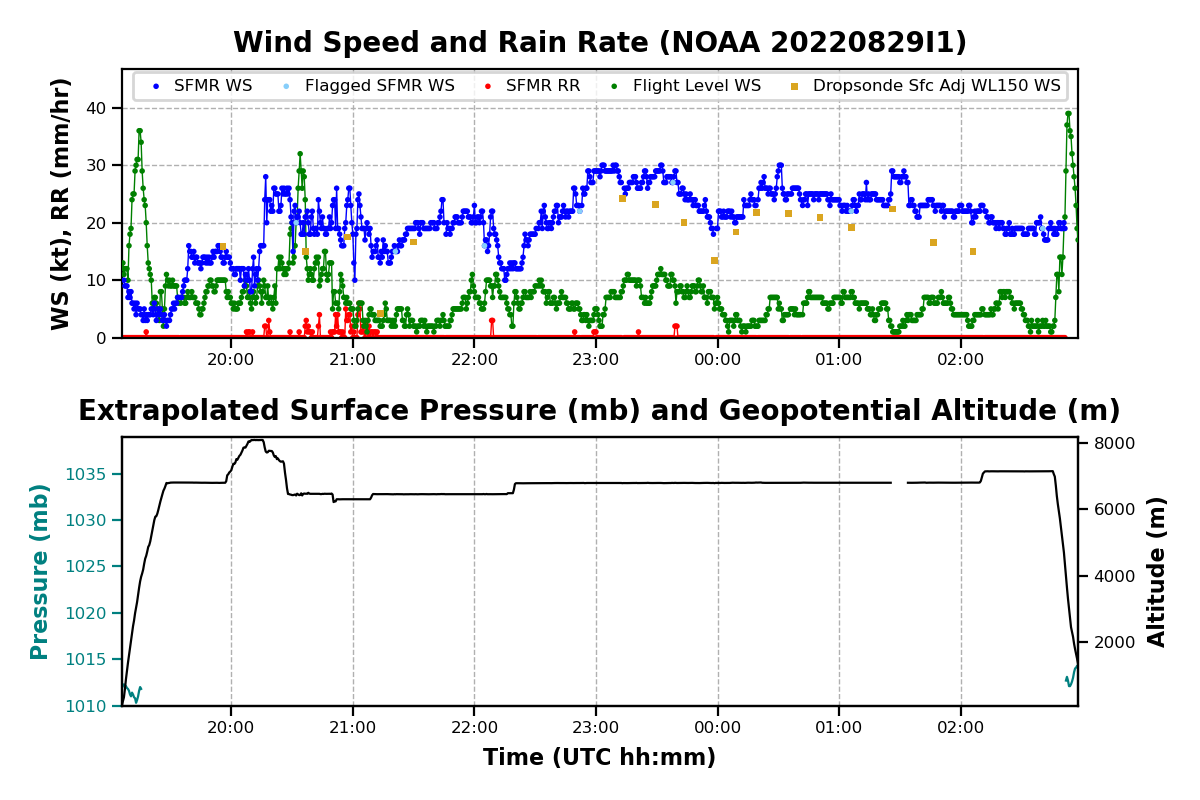 Wind Speed and Rain Rate (NOAA 20220829I1)
WS (kt), RR (mm/hr)
SFMR WS Flagged SFMR WS SFMR RR Flight Level WS Dropsonde Sfc Adj WL150 WS
40
30
20
10
0
20:00 21:00 22:00 23:00 00:00 01:00 02:00
Extrapolated Surface Pressure (mb) and Geopotential Altitude (m)
Pressure (mb)
1035
1030
1025
1020
1015
1010
8000
6000
4000
2000
Altitude (m)
20:00 21:00 22:00 23:00 00:00 01:00 02:00
Time (UTC hh:mm)